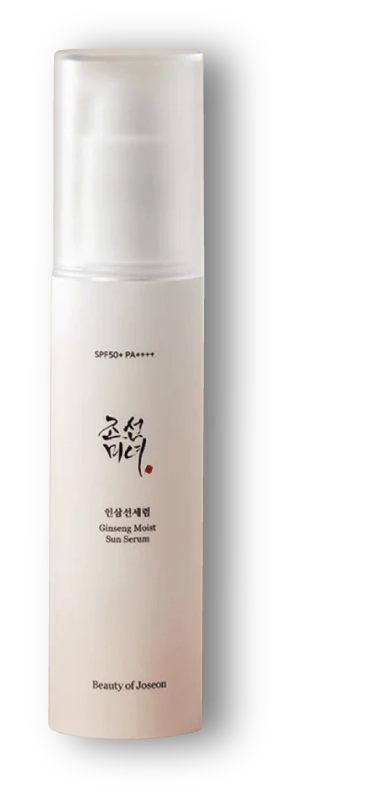 SPF50+ PA++++
조선
미녀
인삼선세럼
Ginseng Moist
Sun Serum
Beauty of Joseon